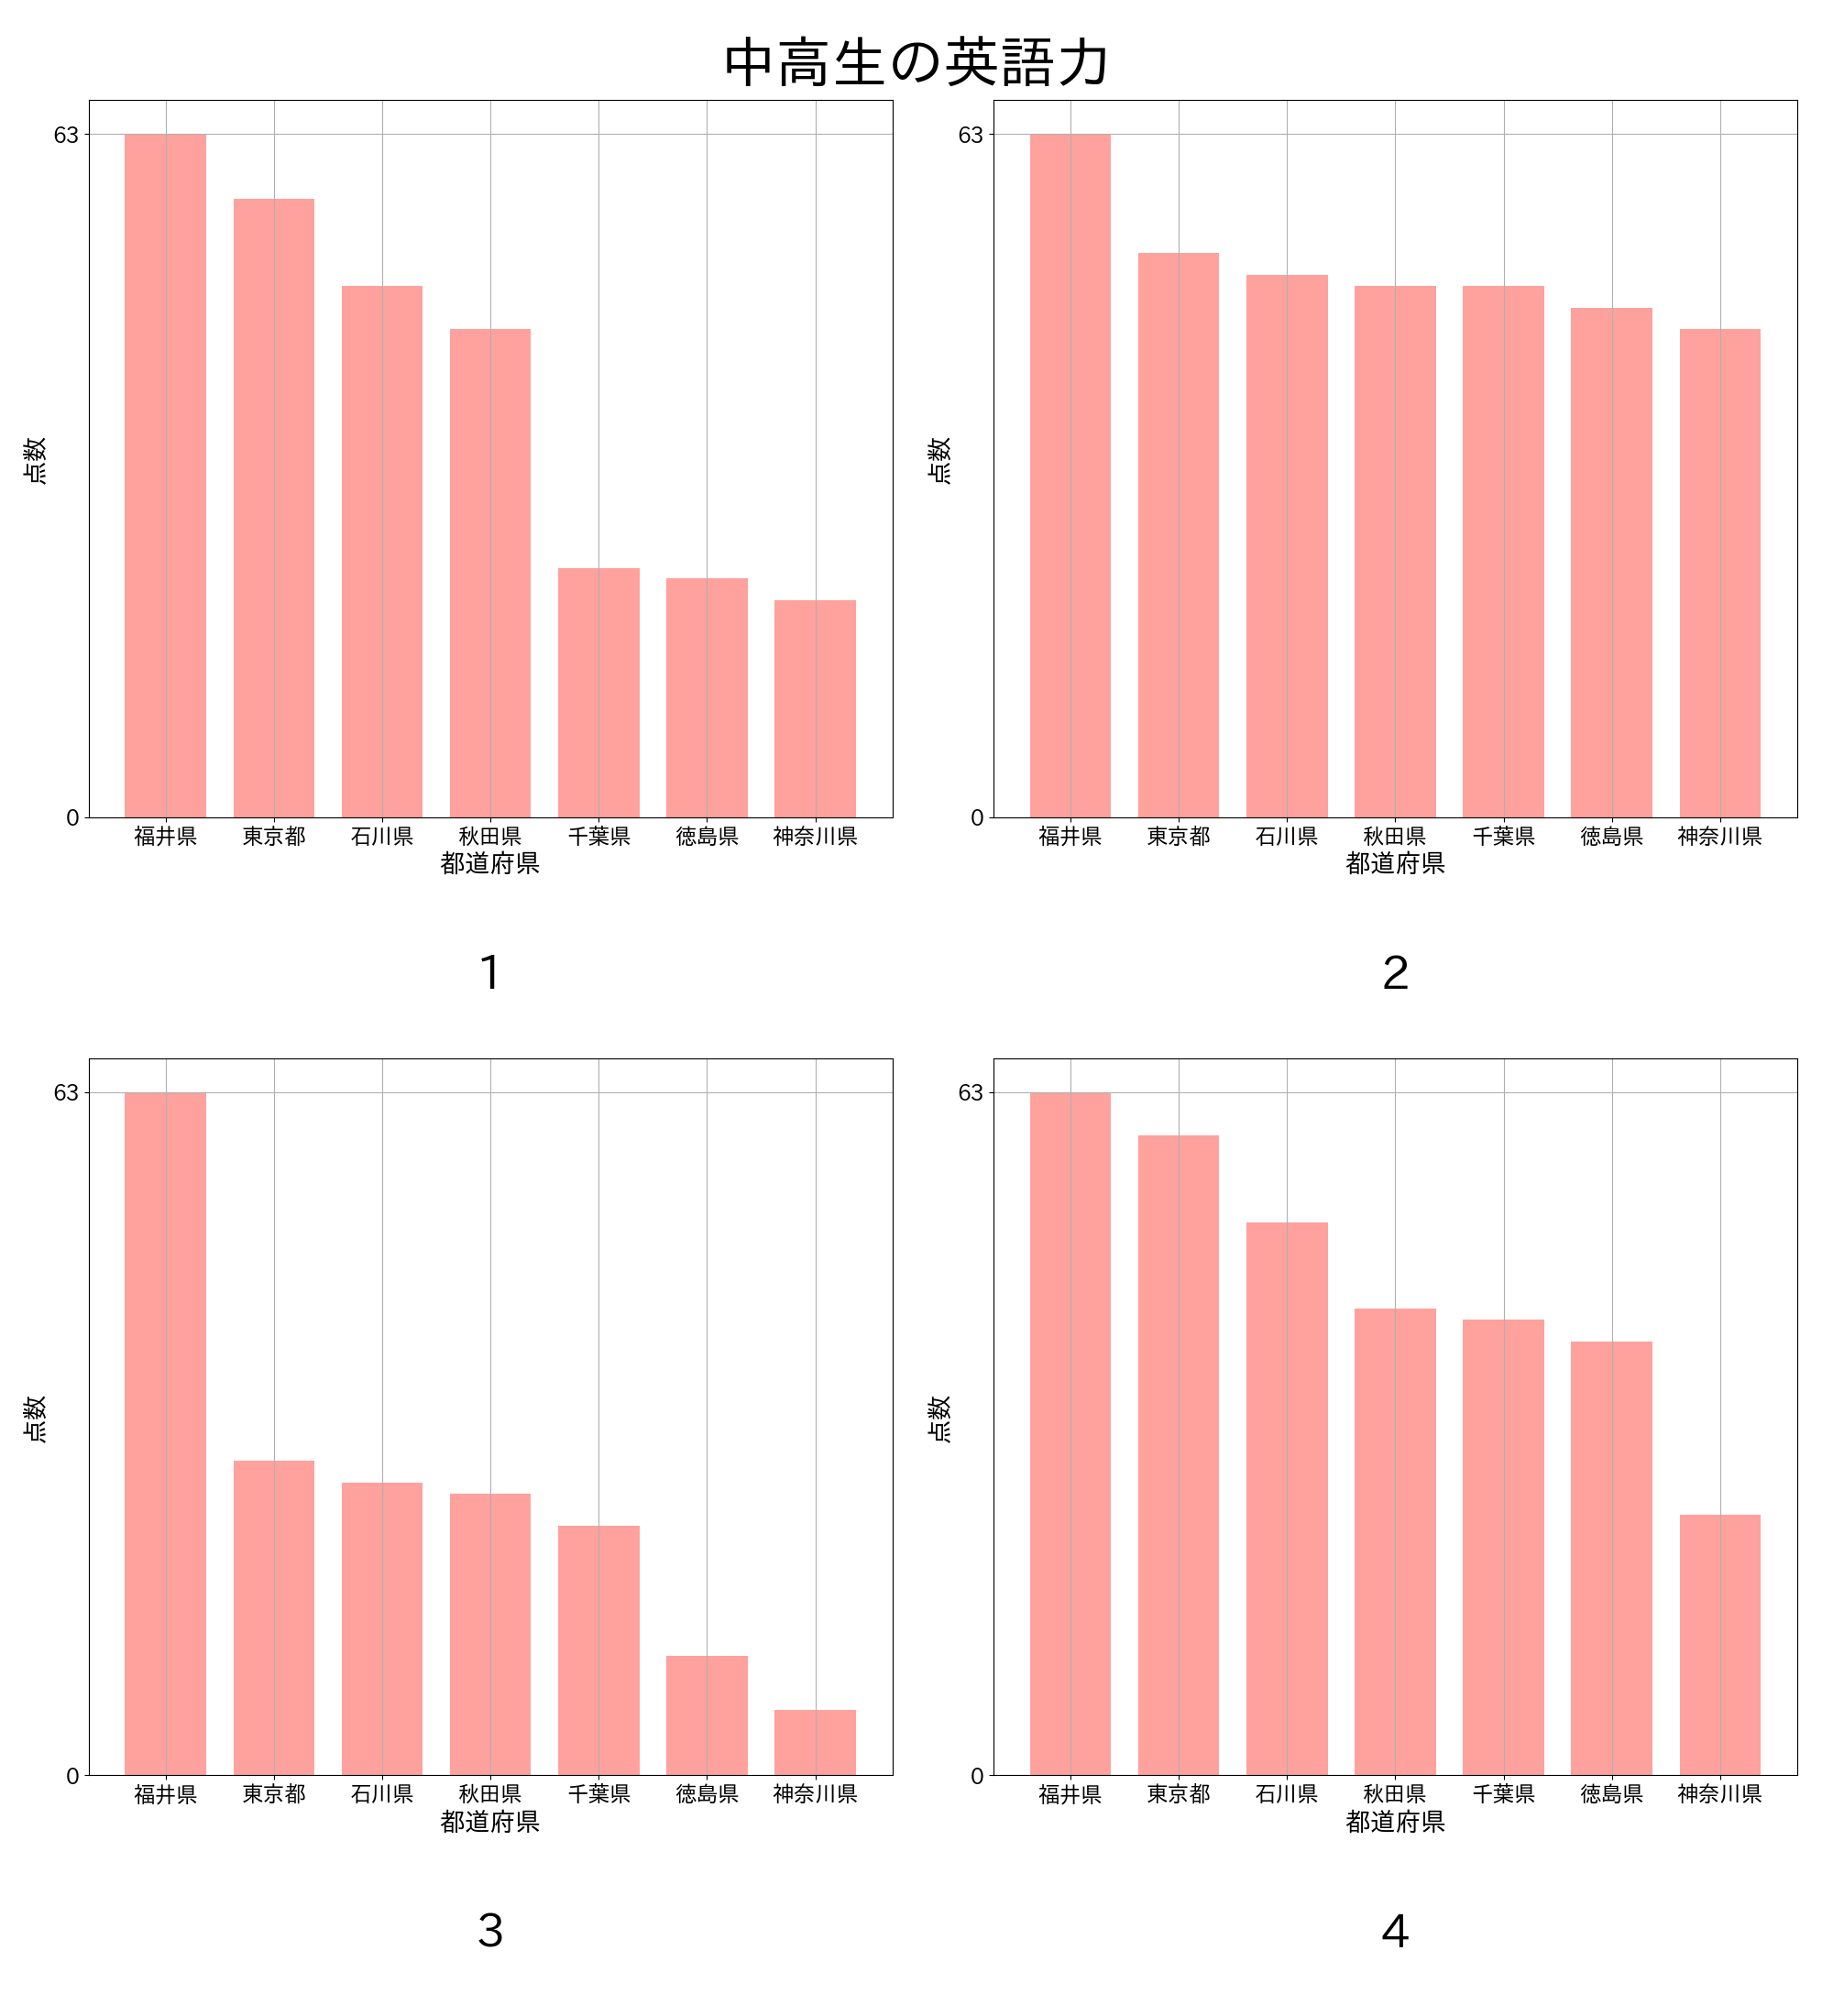 中高生の英語力
63
0
点数
福井県 東京都 石川県 秋田県 千葉県 徳島県 神奈川県
都道府県
1
63
0
点数
福井県 東京都 石川県 秋田県 千葉県 徳島県 神奈川県
都道府県
2
63
0
点数
福井県 東京都 石川県 秋田県 千葉県 徳島県 神奈川県
都道府県
3
63
0
点数
福井県 東京都 石川県 秋田県 千葉県 徳島県 神奈川県
都道府県
4